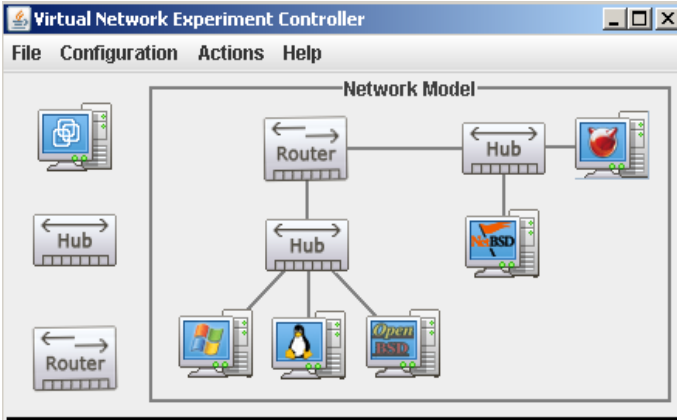 Virtual Network Experiment Controller
File Configuration Actions Help
Network Model
Router
Hub
Hub
NetBSD
Hub
Open
BSD
Router